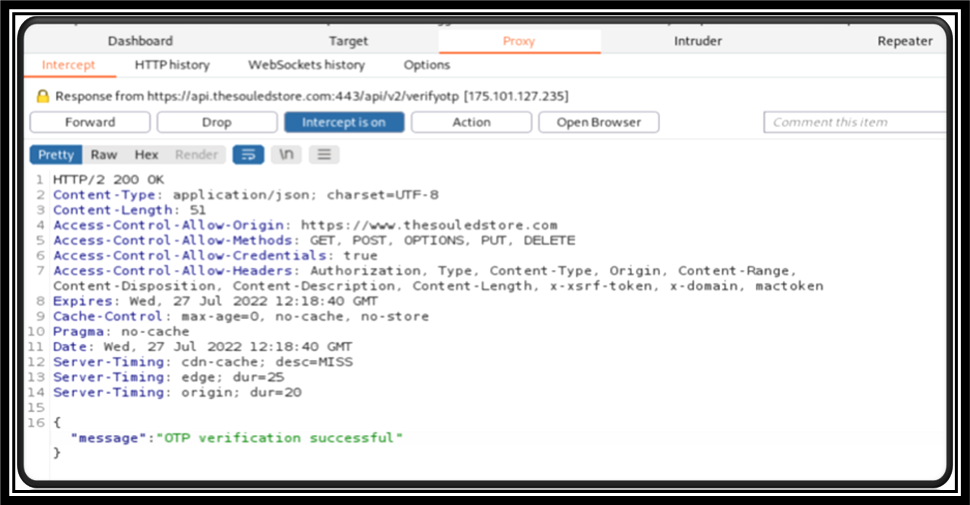 Dashboard Target Proxy Intruder Repeater
Intercept HTTP history WebSockets history Options
Response from https://api.thesouledstore.com:443/api/v2/verifyotp [175.101.127.235]
Forward Drop Intercept is on Action Open Browser Comment this item
Pretty Raw Hex Render \n
1 HTTP/2 200 OK
2 Content-Type: application/json; charset=UTF-8
3 Content-Length: 51
4 Access-Control-Allow-Origin: https://www.thesouledstore.com
5 Access-Control-Allow-Methods: GET, POST, OPTIONS, PUT, DELETE
6 Access-Control-Allow-Credentials: true
7 Access-Control-Allow-Headers: Authorization, Type, Content-Type, Origin, Content-Range,
Content-Disposition, Content-Description, Content-Length, x-xsrf-token, x-domain, mactoken
8 Expires: Wed, 27 Jul 2022 12:18:40 GMT
9 Cache-Control: max-age=0, no-cache, no-store
10 Pragma: no-cache
11 Date: Wed, 27 Jul 2022 12:18:40 GMT
12 Server-Timing: cdn-cache; desc=MISS
13 Server-Timing: edge; dur=25
14 Server-Timing: origin; dur=20
15
16 {
"message":"OTP verification successful"
}